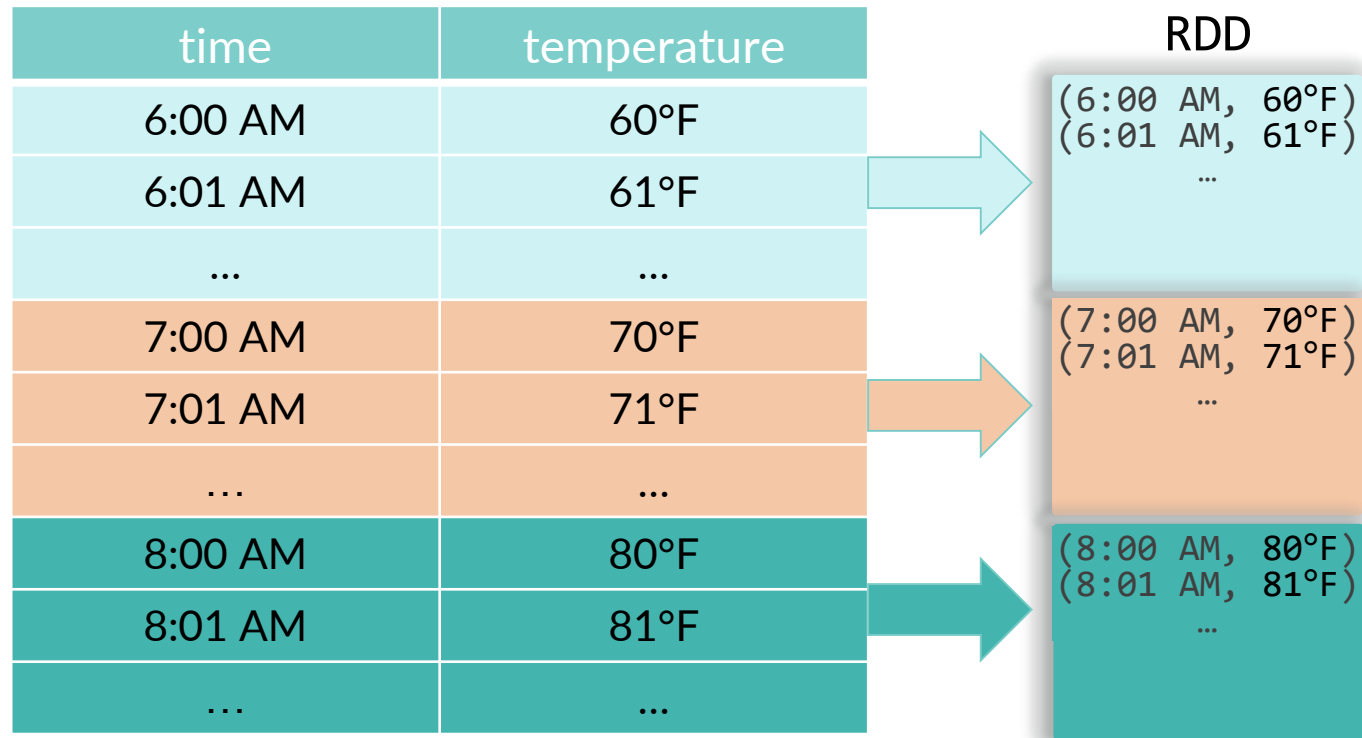 time temperature
6:00 AM 60°F
6:01 AM 61°F
... ...
7:00 AM 70°F
7:01 AM 71°F
... ...
8:00 AM 80°F
8:01 AM 81°F
... ...
RDD
(6:00 AM, 60°F)
(6:01 AM, 61°F)
...
(7:00 AM, 70°F)
(7:01 AM, 71°F)
...
(8:00 AM, 80°F)
(8:01 AM, 81°F)
...